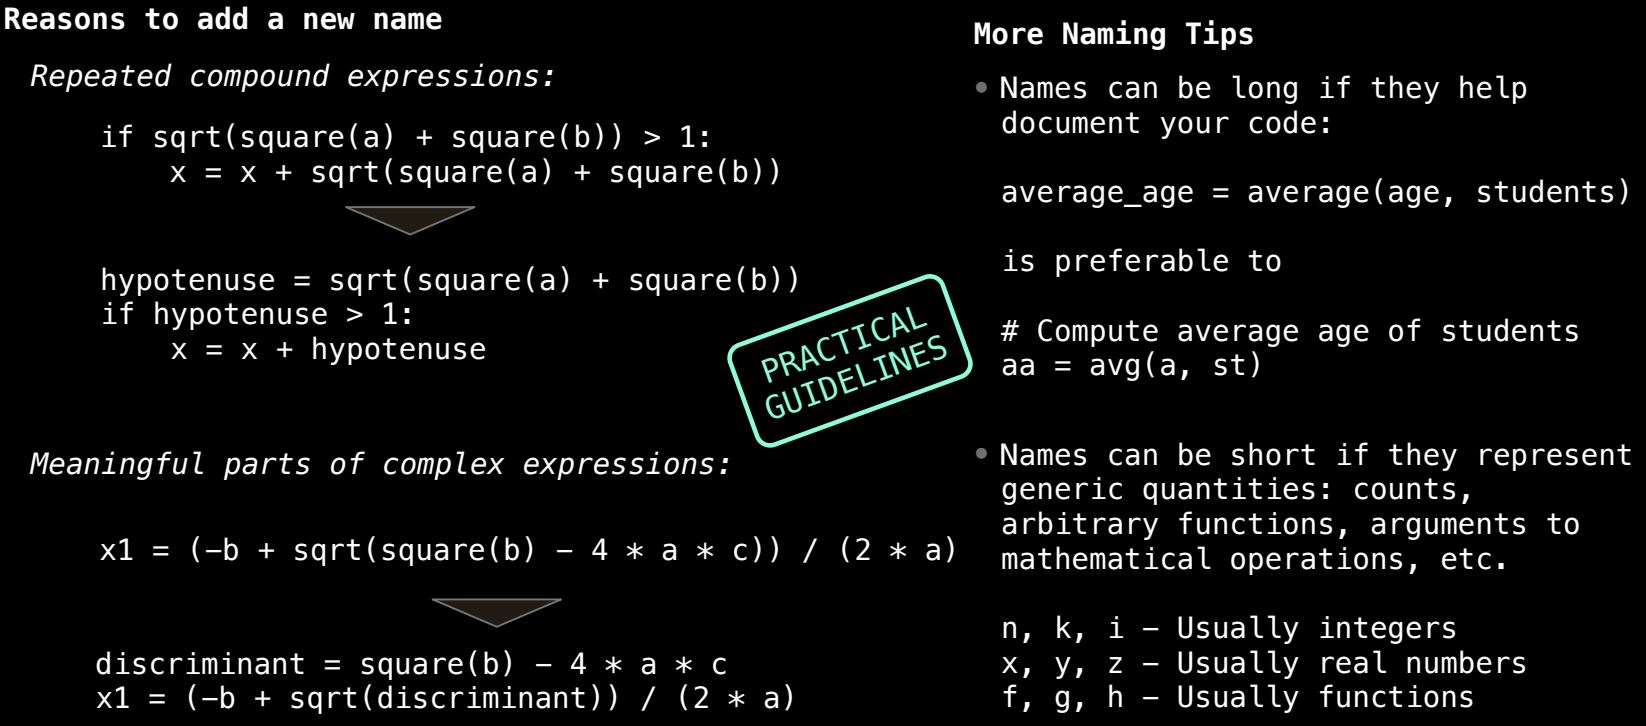 Reasons to add a new name
Repeated compound expressions:
if sqrt(square(a) + square(b)) > 1:
    x = x + sqrt(square(a) + square(b))
hypotenuse = sqrt(square(a) + square(b))
if hypotenuse > 1:
    x = x + hypotenuse
Meaningful parts of complex expressions:
x1 = (−b + sqrt(square(b) − 4 * a * c)) / (2 * a)
discriminant = square(b) − 4 * a * c
x1 = (−b + sqrt(discriminant)) / (2 * a)
PRACTICAL
GUIDELINES
More Naming Tips
• Names can be long if they help
document your code:
average_age = average(age, students)
is preferable to
# Compute average age of students
aa = avg(a, st)
• Names can be short if they represent
generic quantities: counts,
arbitrary functions, arguments to
mathematical operations, etc.
n, k, i − Usually integers
x, y, z − Usually real numbers
f, g, h − Usually functions